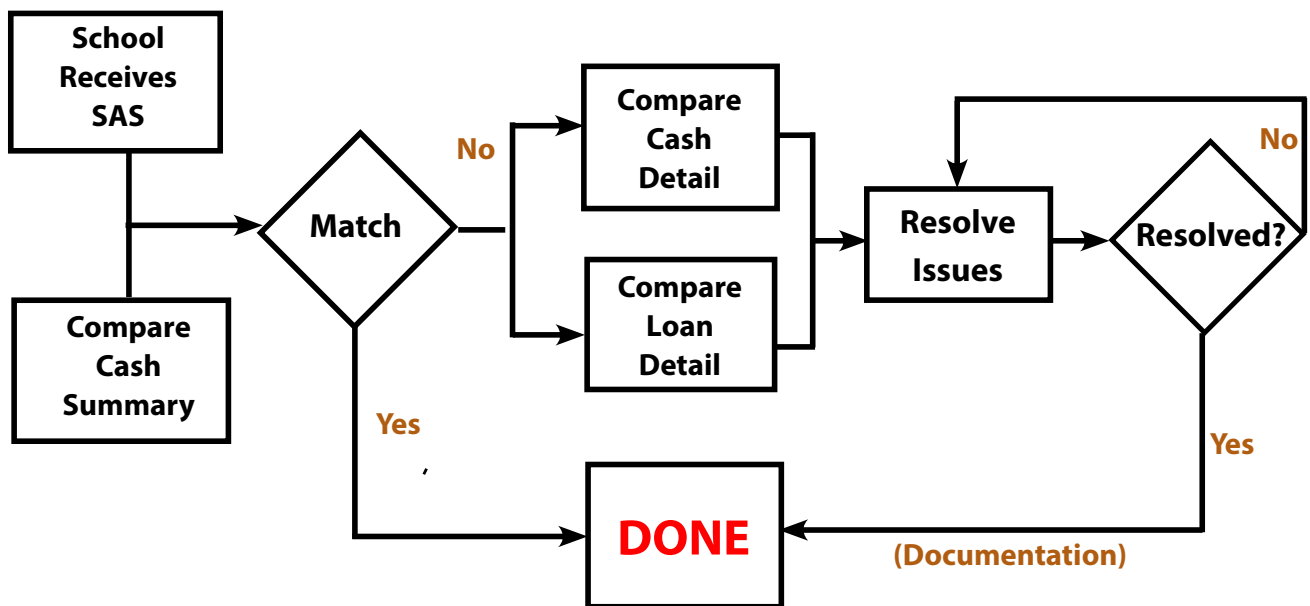 School
Receives
SAS
Compare
Cash
Summary
Match
No
Yes
Compare
Cash
Detail
Compare
Loan
Detail
Resolve
Issues
Resolved?
No
Yes
(Documentation)
DONE